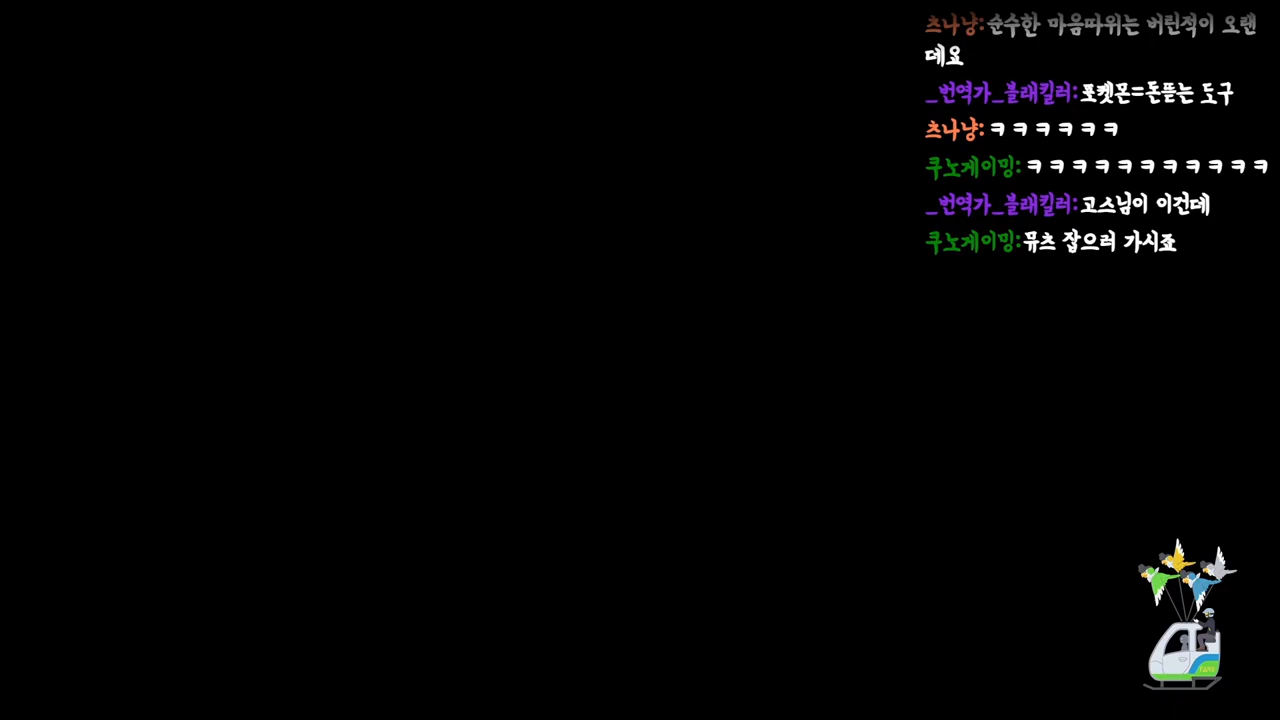 츠나냥:순수한 마음따위는 버린적이 오랜
데요
_번역가_블래킬러:포켓몬=돈뜯는 도구
츠나냥:ㅋㅋㅋㅋㅋㅋ
쿠노게이밍:ㅋㅋㅋㅋㅋㅋㅋㅋㅋㅋㅋ
_번역가_블래킬러:고스님이 이건데
쿠노게이밍:뮤츠 잡으러 가시죠